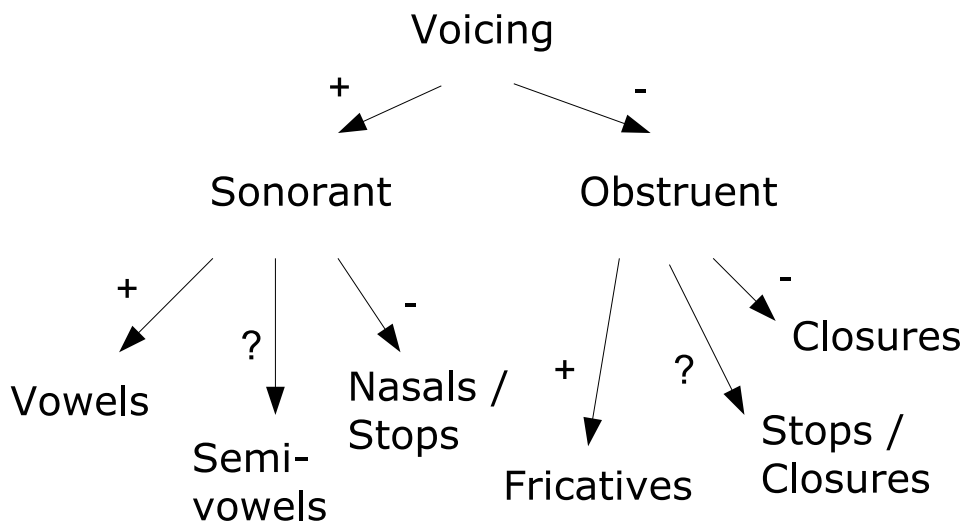 Voicing
+
-
Sonorant
Obstruent
+
?
-
+
?
-
Vowels
Semi-
vowels
Nasals /
Stops
Fricatives
Stops /
Closures
Closures